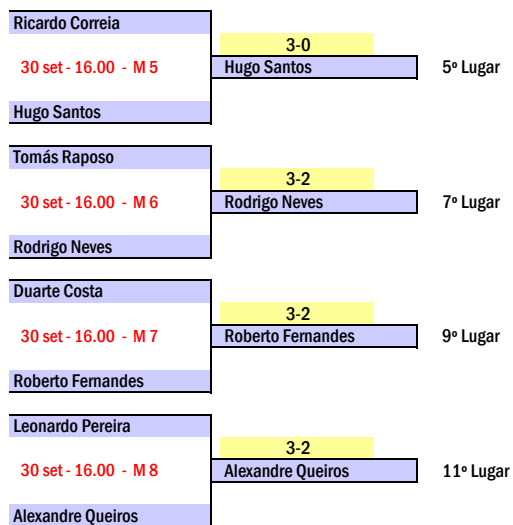 Ricardo Correia
3-0
30 set - 16.00 - M 5
Hugo Santos
5º Lugar
Hugo Santos
Tomás Raposo
3-2
30 set - 16.00 - M 6
Rodrigo Neves
7º Lugar
Rodrigo Neves
Duarte Costa
3-2
30 set - 16.00 - M 7
Roberto Fernandes
9º Lugar
Roberto Fernandes
Leonardo Pereira
3-2
30 set - 16.00 - M 8
Alexandre Queiros
11º Lugar
Alexandre Queiros